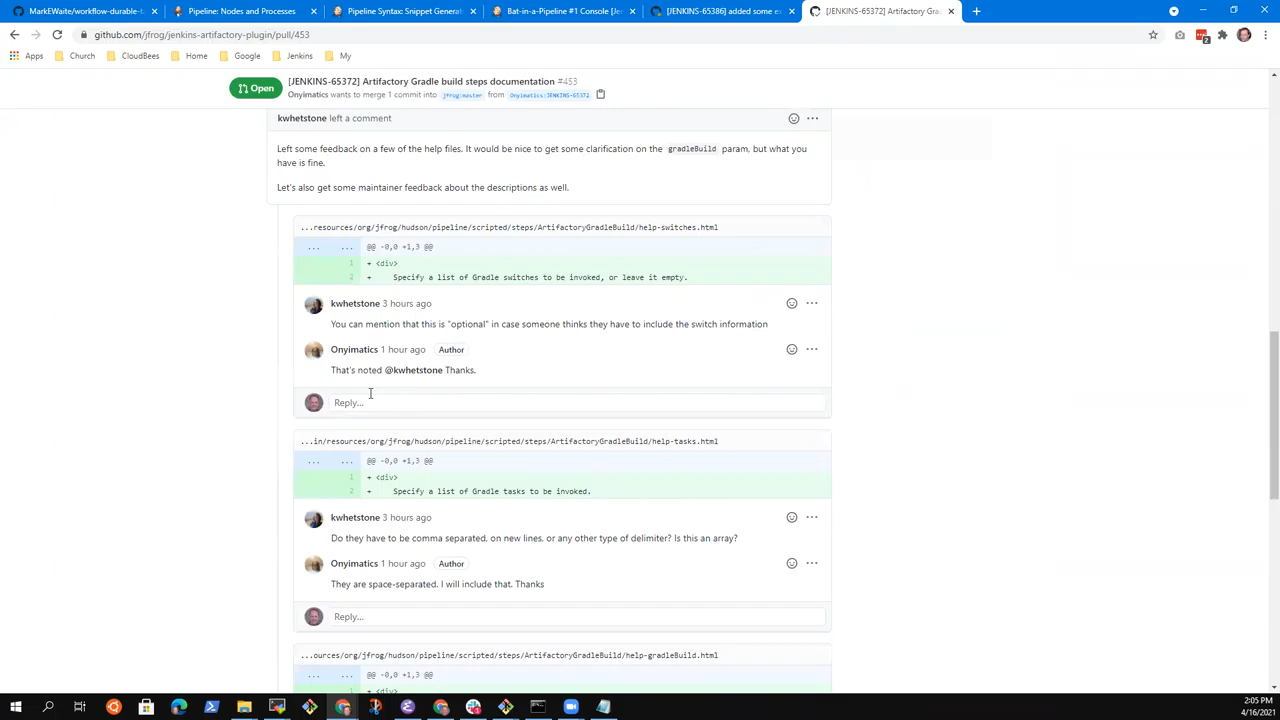 MarkEWaite/workflow-durable-t
Pipeline: Nodes and Processes
Pipeline Syntax: Snippet Generat
Bat-in-a-Pipeline #1 Console [Jen
[JENKINS-65386] added some ex
[JENKINS-65372] Artifactory Gra
github.com/jfrog/jenkins-artifactory-plugin/pull/453
2
Apps
Church
CloudBees
Home
Google
Jenkins
My
Open
[JENKINS-65372] Artifactory Gradle build steps documentation #453
Onyimatics wants to merge 1 commit into jfrog:master from Onyimatics:JENKINS-65372
kwhetstone left a comment
Left some feedback on a few of the help files. It would be nice to get some clarification on the gradleBuild param, but what you
have is fine.
Let's also get some maintainer feedback about the descriptions as well.
...resources/org/jfrog/hudson/pipeline/scripted/steps/ArtifactoryGradleBuild/help-switches.html
... ... @@ -0,0 +1,3 @@
1 + <div>
2 + Specify a list of Gradle switches to be invoked, or leave it empty.
kwhetstone 3 hours ago
You can mention that this is "optional" in case someone thinks they have to include the switch information
Onyimatics 1 hour ago Author
That's noted @kwhetstone Thanks.
Reply...
...in/resources/org/jfrog/hudson/pipeline/scripted/steps/ArtifactoryGradleBuild/help-tasks.html
... ... @@ -0,0 +1,3 @@
1 + <div>
2 + Specify a list of Gradle tasks to be invoked.
kwhetstone 3 hours ago
Do they have to be comma separated, on new lines, or any other type of delimiter? Is this an array?
Onyimatics 1 hour ago Author
They are space-separated. I will include that. Thanks
Reply...
...ources/org/jfrog/hudson/pipeline/scripted/steps/ArtifactoryGradleBuild/help-gradleBuild.html
... ... @@ -0,0 +1,3 @@
1 + <div>
2:05 PM
4/16/2021